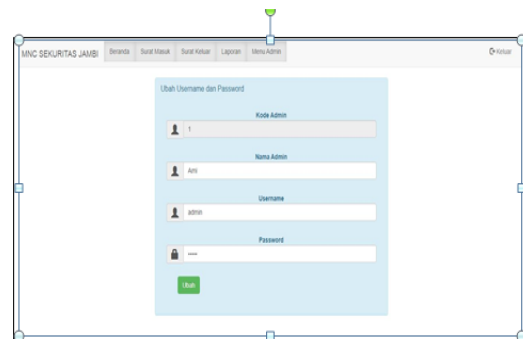 MNC SEKURITAS JAMBI Beranda Surat Masuk Surat Keluar Laporan Menu Admin Keluar
Ubah Username dan Password
Kode Admin
1
Nama Admin
Ami
Username
admin
Password
Ubah